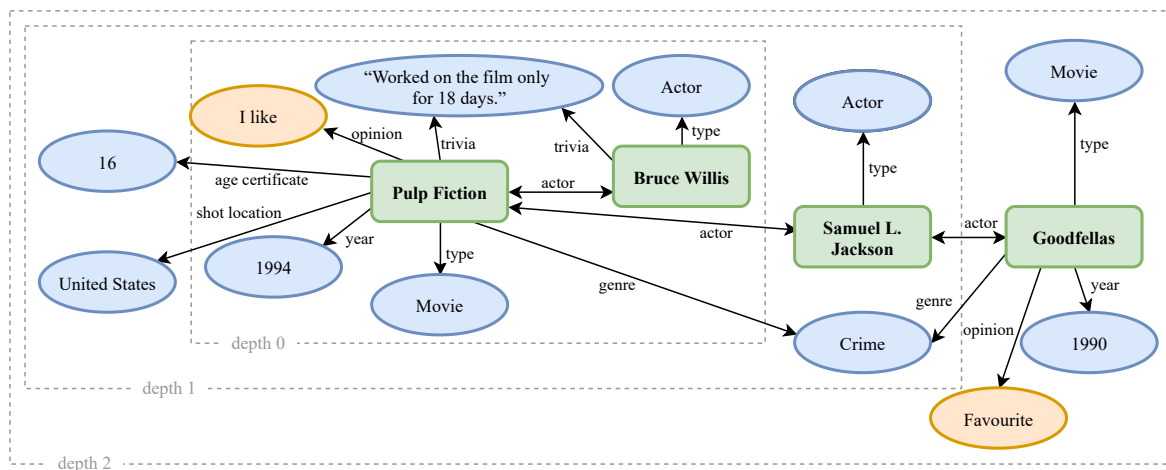 “Worked on the film only
for 18 days.”
Actor
Movie
I like
Actor
opinion
trivia
trivia
type
type
type
16
age certificate
Pulp Fiction
actor
Bruce Willis
shot location
actor
Samuel L.
Jackson
actor
Goodfellas
year
type
United States
1994
Movie
genre
genre
year
opinion
Crime
1990
depth 0
depth 1
Favourite
depth 2